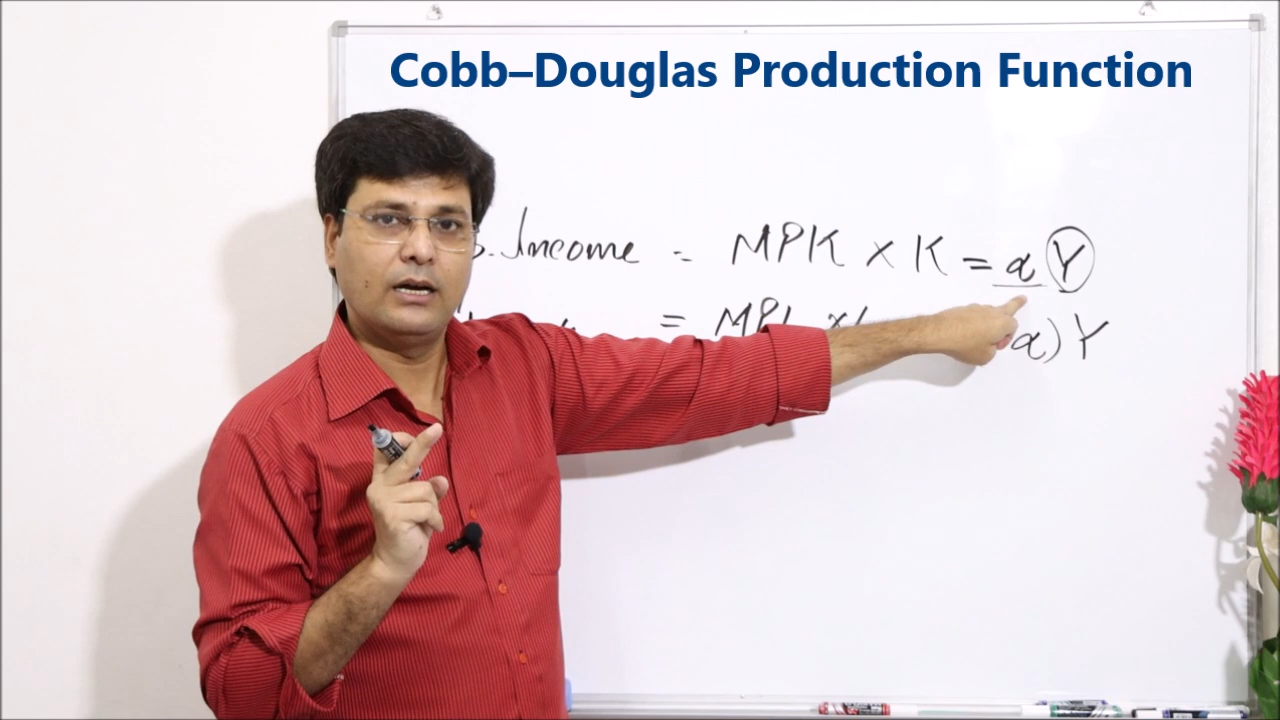 Cobb–Douglas Production Function
. Income = MPK × K = α Y
= MPL × α) Y